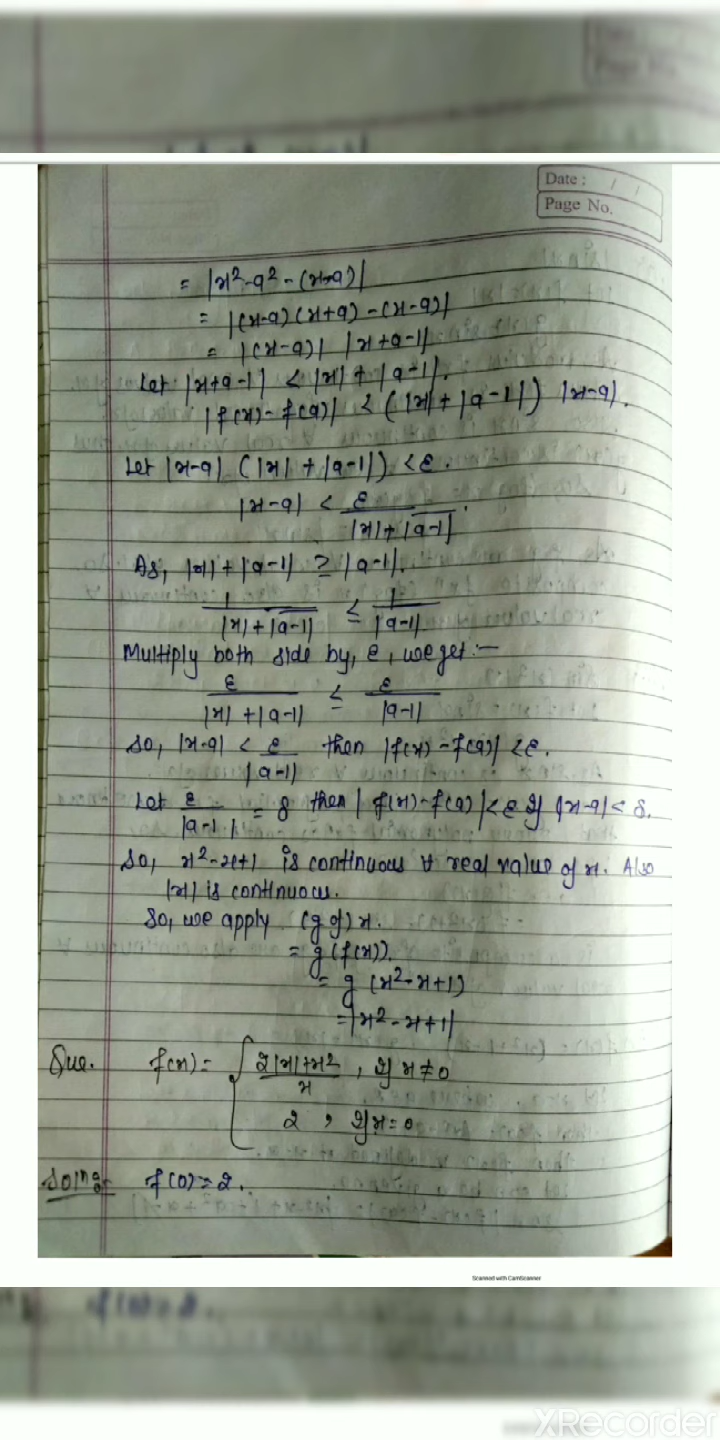 Date : / /
Page No.
= |x²-a² - (x-a)|
= |(x-a)(x+a) - (x-a)|
= |(x-a)| |x+a-1|
Let |x+a-1| < |x| + |a-1|.
|f(x) - f(a)| < (|x| + |a-1|) |x-a|.
Let |x-a| (|x| + |a-1|) < ε.
|x-a| < ε / |x|+|a-1|.
As, |x| + |a-1| ≥ |a-1|.
1 / |x|+|a-1| ≤ 1 / |a-1|
Multiply both side by, ε, we get :-
ε / |x| + |a-1| ≤ ε / |a-1|
So, |x-a| < ε / |a-1| then |f(x) - f(a)| < ε.
Let ε / |a-1| = δ then | f(x) - f(a) | < ε if |x-a| < δ.
So, x²-x+1 is continuous ∀ real value of x. Also
|x| is continuous.
So, we apply (g of) x.
= g(f(x)).
= g (x²-x+1)
= |x²-x+1|
Que. f(x) = { 2|x|+x² / x , if x ≠ 0
2 , if x = 0
Soln: f(0) = 2.
Scanned with CamScanner
f(0) = 2.
XRecorder